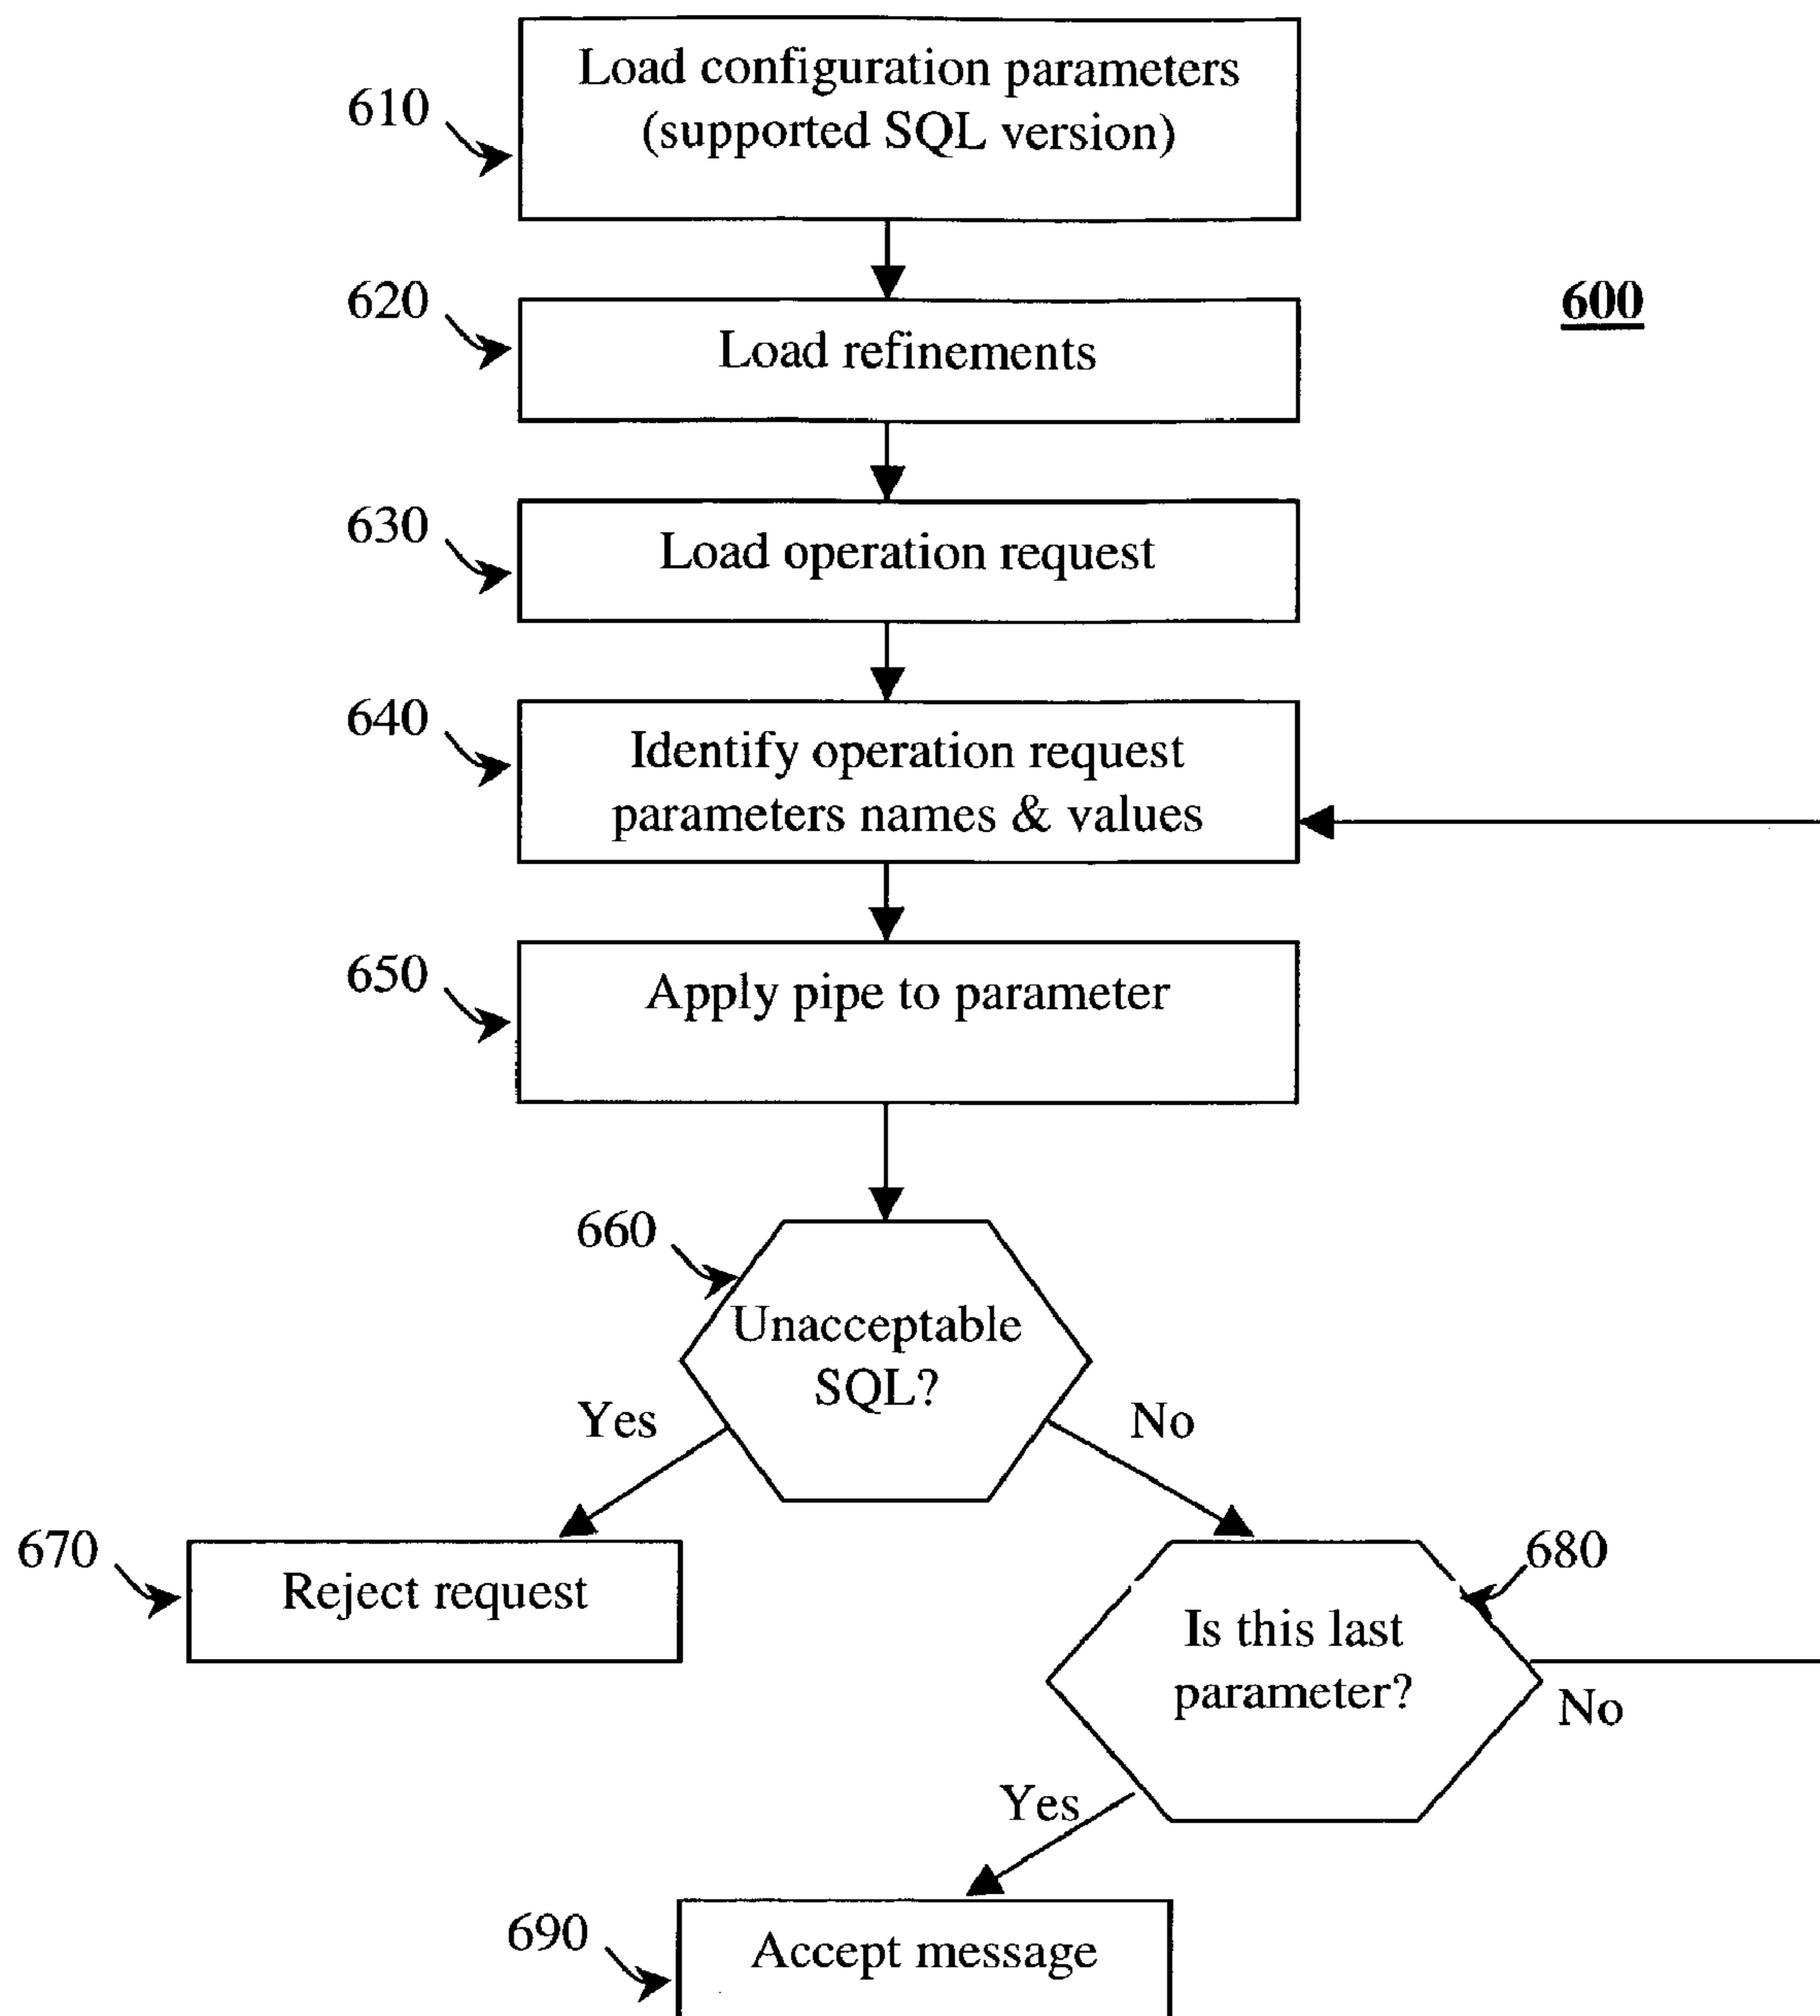 Load configuration parameters
(supported SQL version)
610
600
620
Load refinements
630
Load operation request
640
Identify operation request
parameters names & values
650
Apply pipe to parameter
660
Unacceptable
SQL?
Yes
No
670
Reject request
680
Is this last
parameter?
No
Yes
690
Accept message